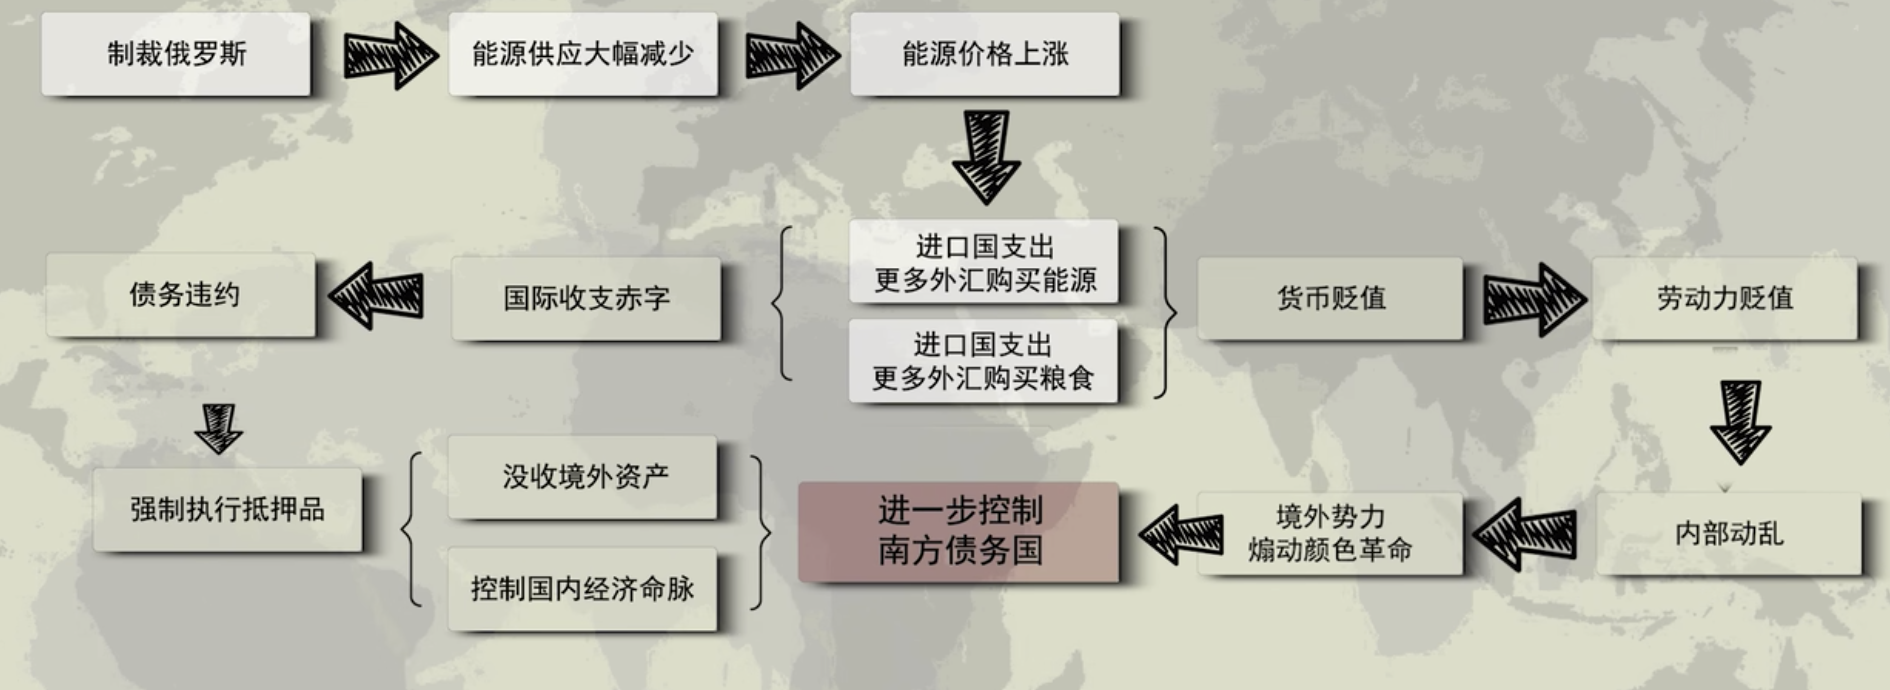 制裁俄罗斯
能源供应大幅减少
能源价格上涨
进口国支出
更多外汇购买能源
进口国支出
更多外汇购买粮食
国际收支赤字
债务违约
强制执行抵押品
没收境外资产
控制国内经济命脉
货币贬值
劳动力贬值
内部动乱
境外势力
煽动颜色革命
进一步控制
南方债务国